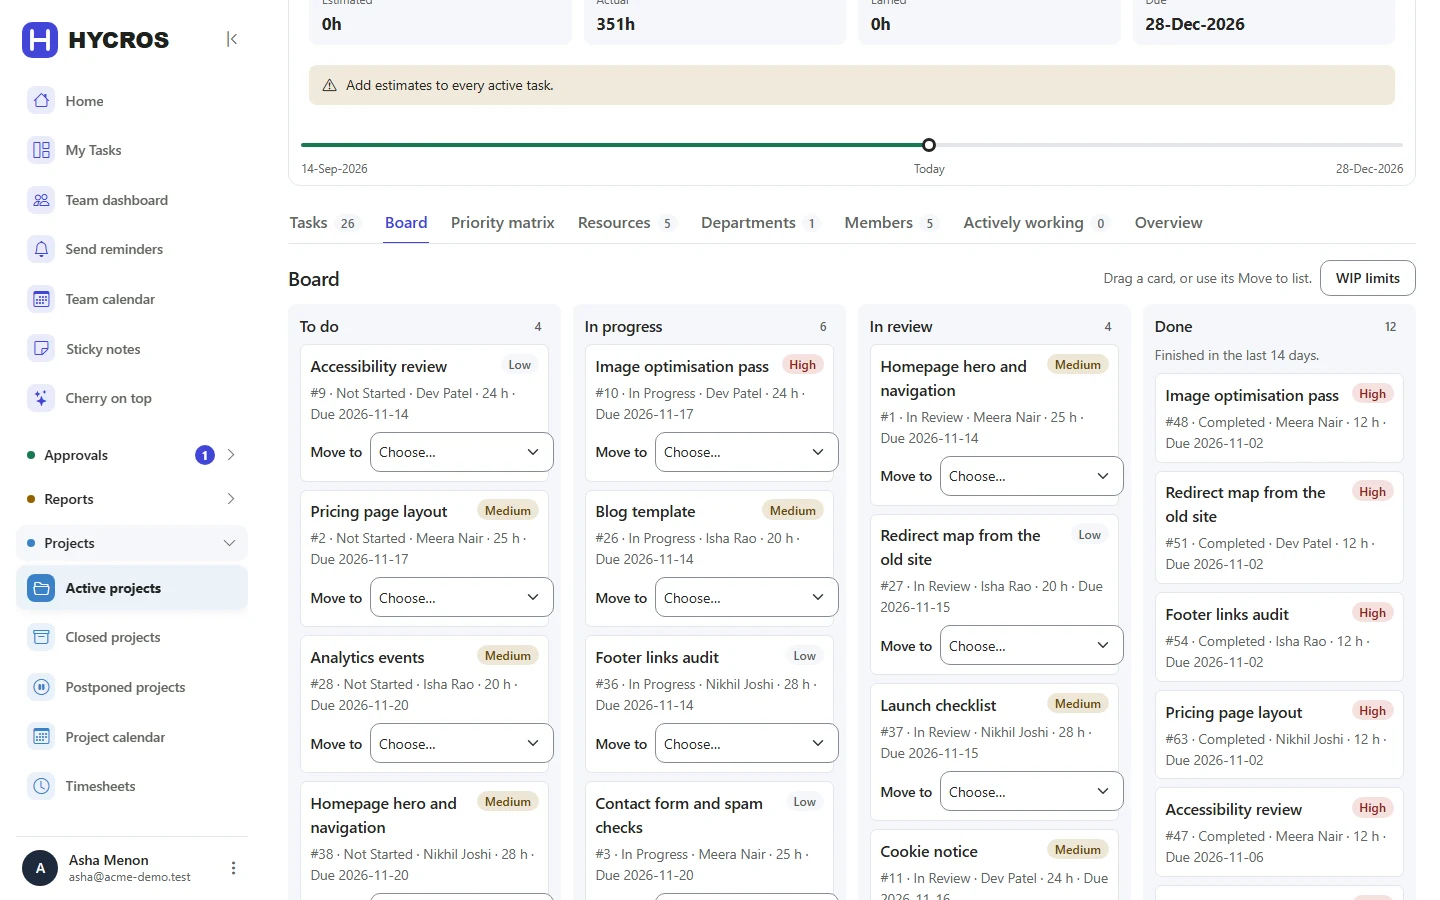 HYCROS
Home
My Tasks
Team dashboard
Send reminders
Team calendar
Sticky notes
Cherry on top
Approvals 1
Reports
Projects
Active projects
Closed projects
Postponed projects
Project calendar
Timesheets
A
Asha Menon
asha@acme-demo.test
Estimated
0h
Actual
351h
Earned
0h
Due
28-Dec-2026
Add estimates to every active task.
14-Sep-2026 Today 28-Dec-2026
Tasks 26 Board Priority matrix Resources 5 Departments 1 Members 5 Actively working 0 Overview
Board
Drag a card, or use its Move to list. WIP limits
To do 4
Accessibility review Low
#9 · Not Started · Dev Patel · 24 h ·
Due 2026-11-14
Move to Choose...
Pricing page layout Medium
#2 · Not Started · Meera Nair · 25 h ·
Due 2026-11-17
Move to Choose...
Analytics events Medium
#28 · Not Started · Isha Rao · 20 h ·
Due 2026-11-20
Move to Choose...
Homepage hero and Medium
navigation
#38 · Not Started · Nikhil Joshi · 28 h ·
Due 2026-11-20
In progress 6
Image optimisation pass High
#10 · In Progress · Dev Patel · 24 h ·
Due 2026-11-17
Move to Choose...
Blog template Medium
#26 · In Progress · Isha Rao · 20 h ·
Due 2026-11-14
Move to Choose...
Footer links audit Low
#36 · In Progress · Nikhil Joshi · 28 h ·
Due 2026-11-14
Move to Choose...
Contact form and spam Low
checks
#3 · In Progress · Meera Nair · 25 h ·
Due 2026-11-20
In review 4
Homepage hero and Medium
navigation
#1 · In Review · Meera Nair · 25 h ·
Due 2026-11-14
Move to Choose...
Redirect map from the Low
old site
#27 · In Review · Isha Rao · 20 h · Due
2026-11-15
Move to Choose...
Launch checklist Medium
#37 · In Review · Nikhil Joshi · 28 h ·
Due 2026-11-15
Move to Choose...
Cookie notice Medium
#11 · In Review · Dev Patel · 24 h · Due
2026-11-16
Done 12
Finished in the last 14 days.
Image optimisation pass High
#48 · Completed · Meera Nair · 12 h ·
Due 2026-11-02
Redirect map from the High
old site
#51 · Completed · Dev Patel · 12 h ·
Due 2026-11-02
Footer links audit High
#54 · Completed · Isha Rao · 12 h ·
Due 2026-11-02
Pricing page layout High
#63 · Completed · Nikhil Joshi · 12 h ·
Due 2026-11-02
Accessibility review High
#47 · Completed · Meera Nair · 12 h ·
Due 2026-11-06